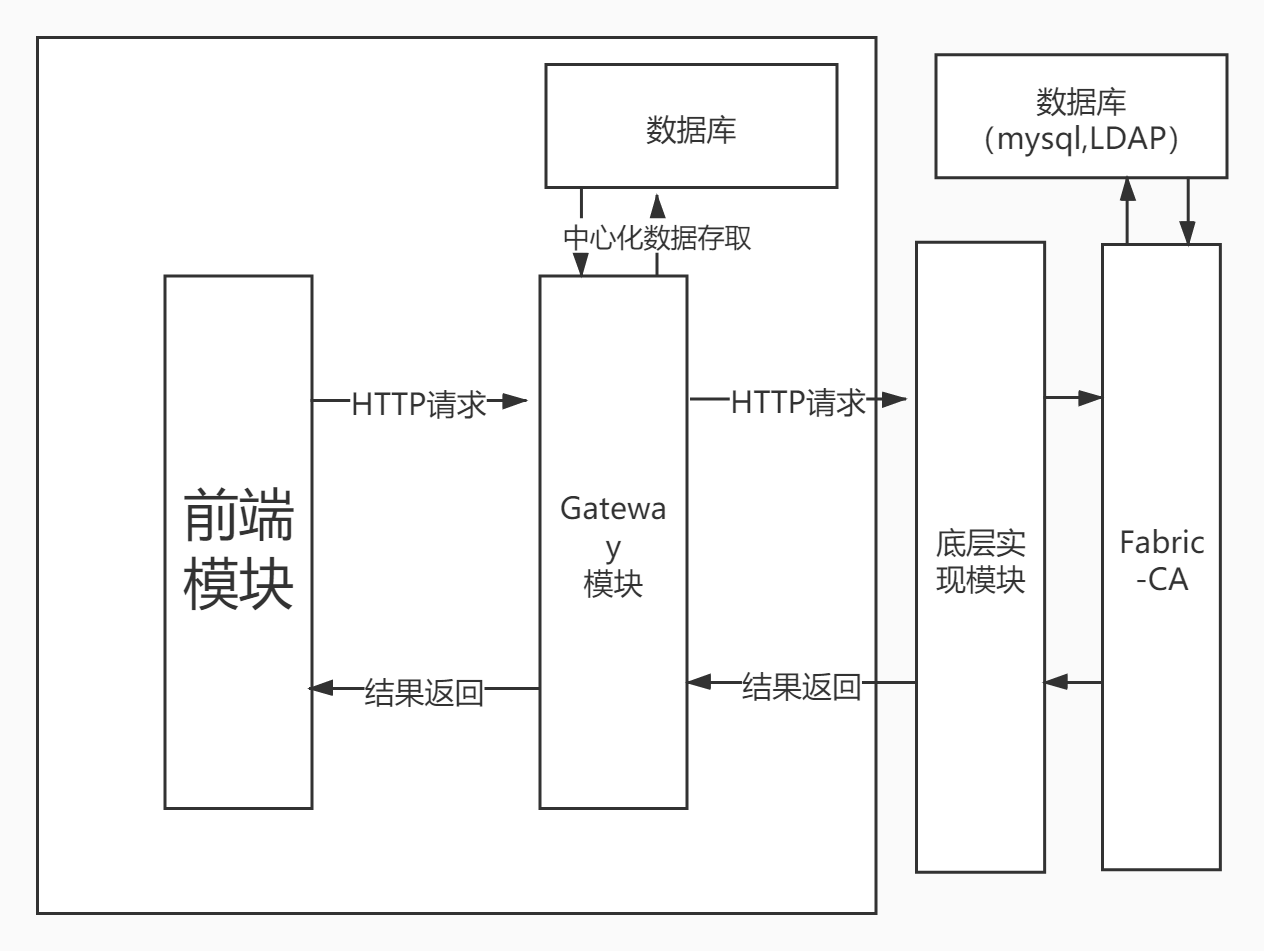 数据库
数据库
（mysql,LDAP）
中心化数据存取
HTTP请求
HTTP请求
前端
模块
Gatewa
y
模块
底层实
现模块
Fabric
-CA
结果返回
结果返回